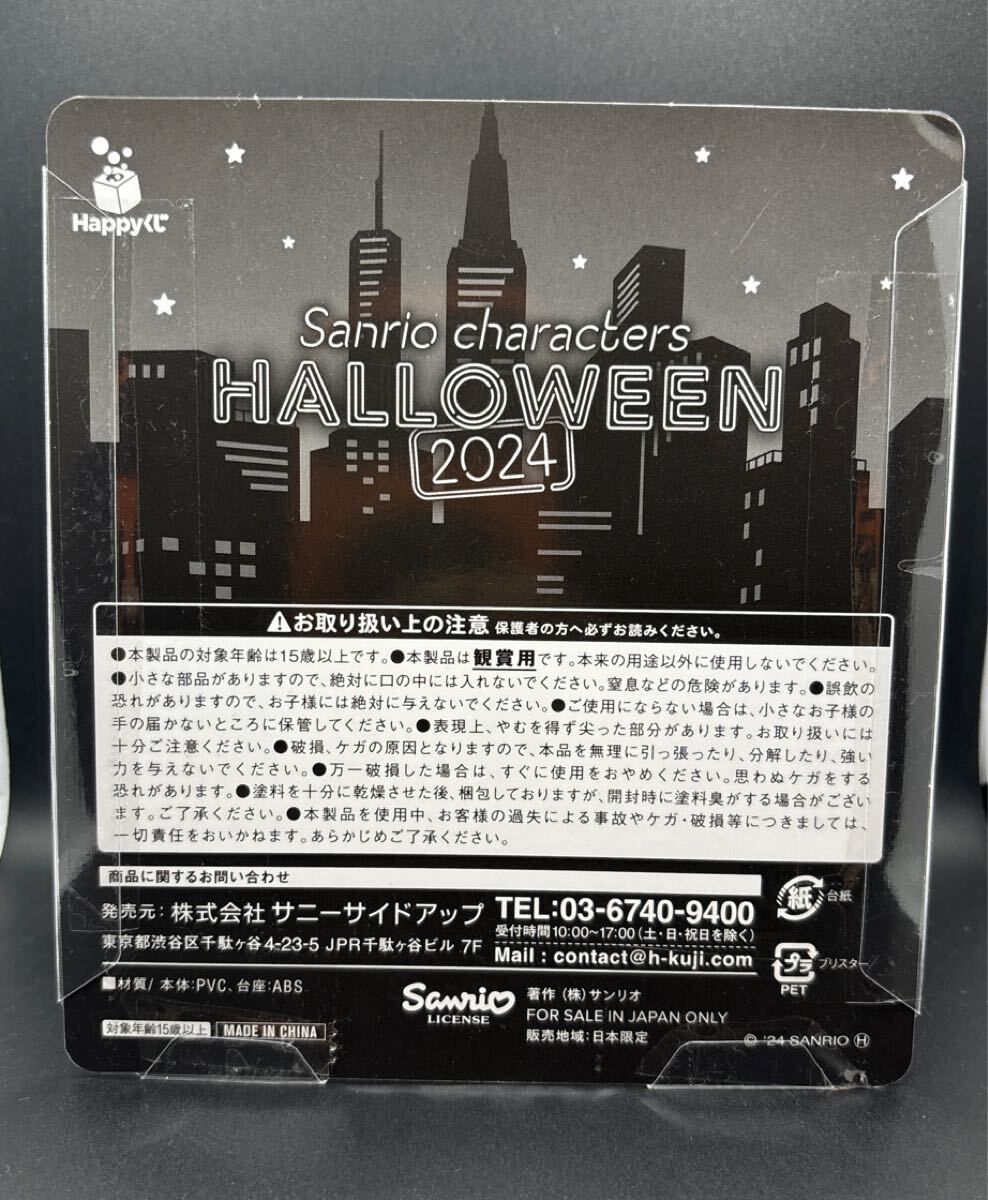 Happyくじ
Sanrio characters
HALLOWEEN
2024
⚠お取り扱い上の注意 保護者の方へ必ずお読みください。
●本製品の対象年齢は15歳以上です。●本製品は観賞用です。本来の用途以外に使用しないでください。
●小さな部品がありますので、絶対に口の中には入れないでください。窒息などの危険があります。●誤飲の
恐れがありますので、お子様には絶対に与えないでください。●ご使用にならない場合は、小さなお子様の
手の届かないところに保管してください。●表現上、やむを得ず尖った部分があります。お取り扱いには
十分ご注意ください。●破損、ケガの原因となりますので、本品を無理に引っ張ったり、分解したり、強い
力を与えないでください。●万一破損した場合は、すぐに使用をおやめください。思わぬケガをする
恐れがあります。●塗料を十分に乾燥させた後、梱包しておりますが、開封時に塗料臭がする場合がござい
ます。ご了承ください。●本製品を使用中、お客様の過失による事故やケガ・破損等につきましては、
一切責任をおいかねます。あらかじめご了承ください。
商品に関するお問い合わせ
発売元: 株式会社 サニーサイドアップ
東京都渋谷区千駄ヶ谷4-23-5 JPR千駄ヶ谷ビル 7F
TEL:03-6740-9400
受付時間10:00~17:00(土・日・祝日を除く)
Mail : contact@h-kuji.com
紙 台紙
プラ ブリスター
PET
■材質/ 本体:PVC、台座:ABS
対象年齢15歳以上 MADE IN CHINA
Sanrio
LICENSE
著作 (株)サンリオ
FOR SALE IN JAPAN ONLY
販売地域:日本限定
© '24 SANRIO Ⓗ